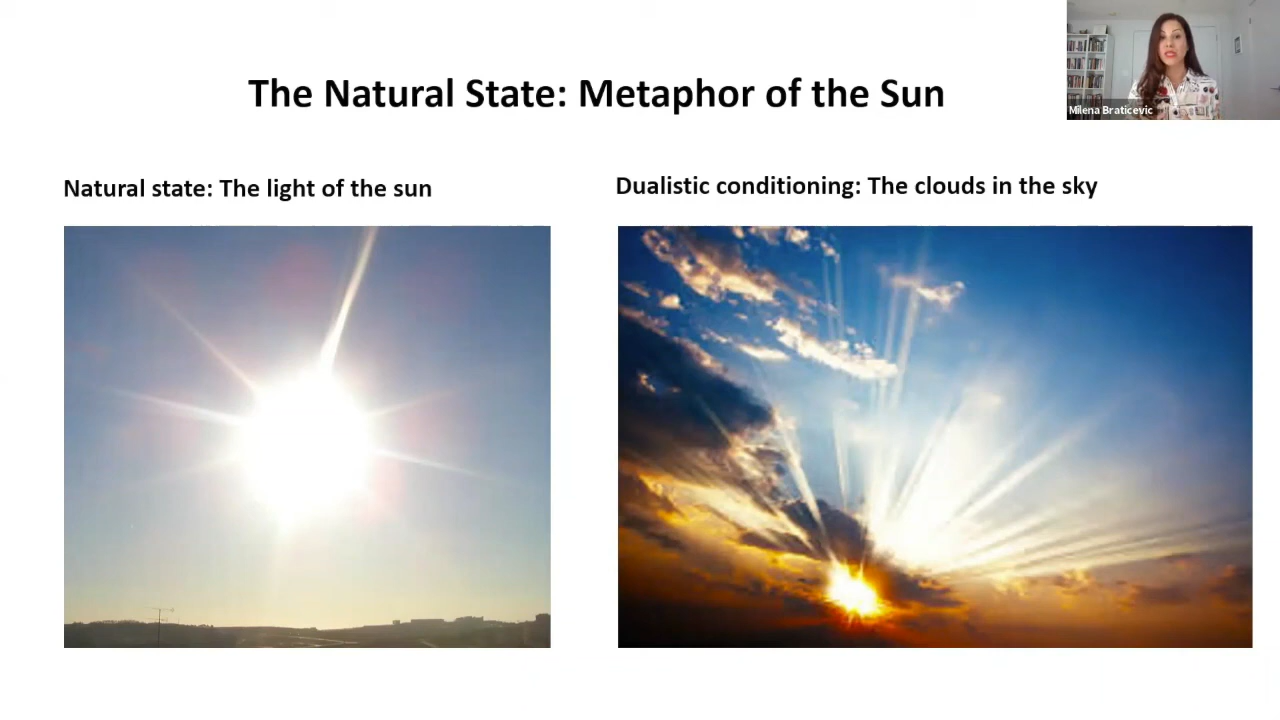 The Natural State: Metaphor of the Sun
Milena Braticevic
Natural state: The light of the sun
Dualistic conditioning: The clouds in the sky